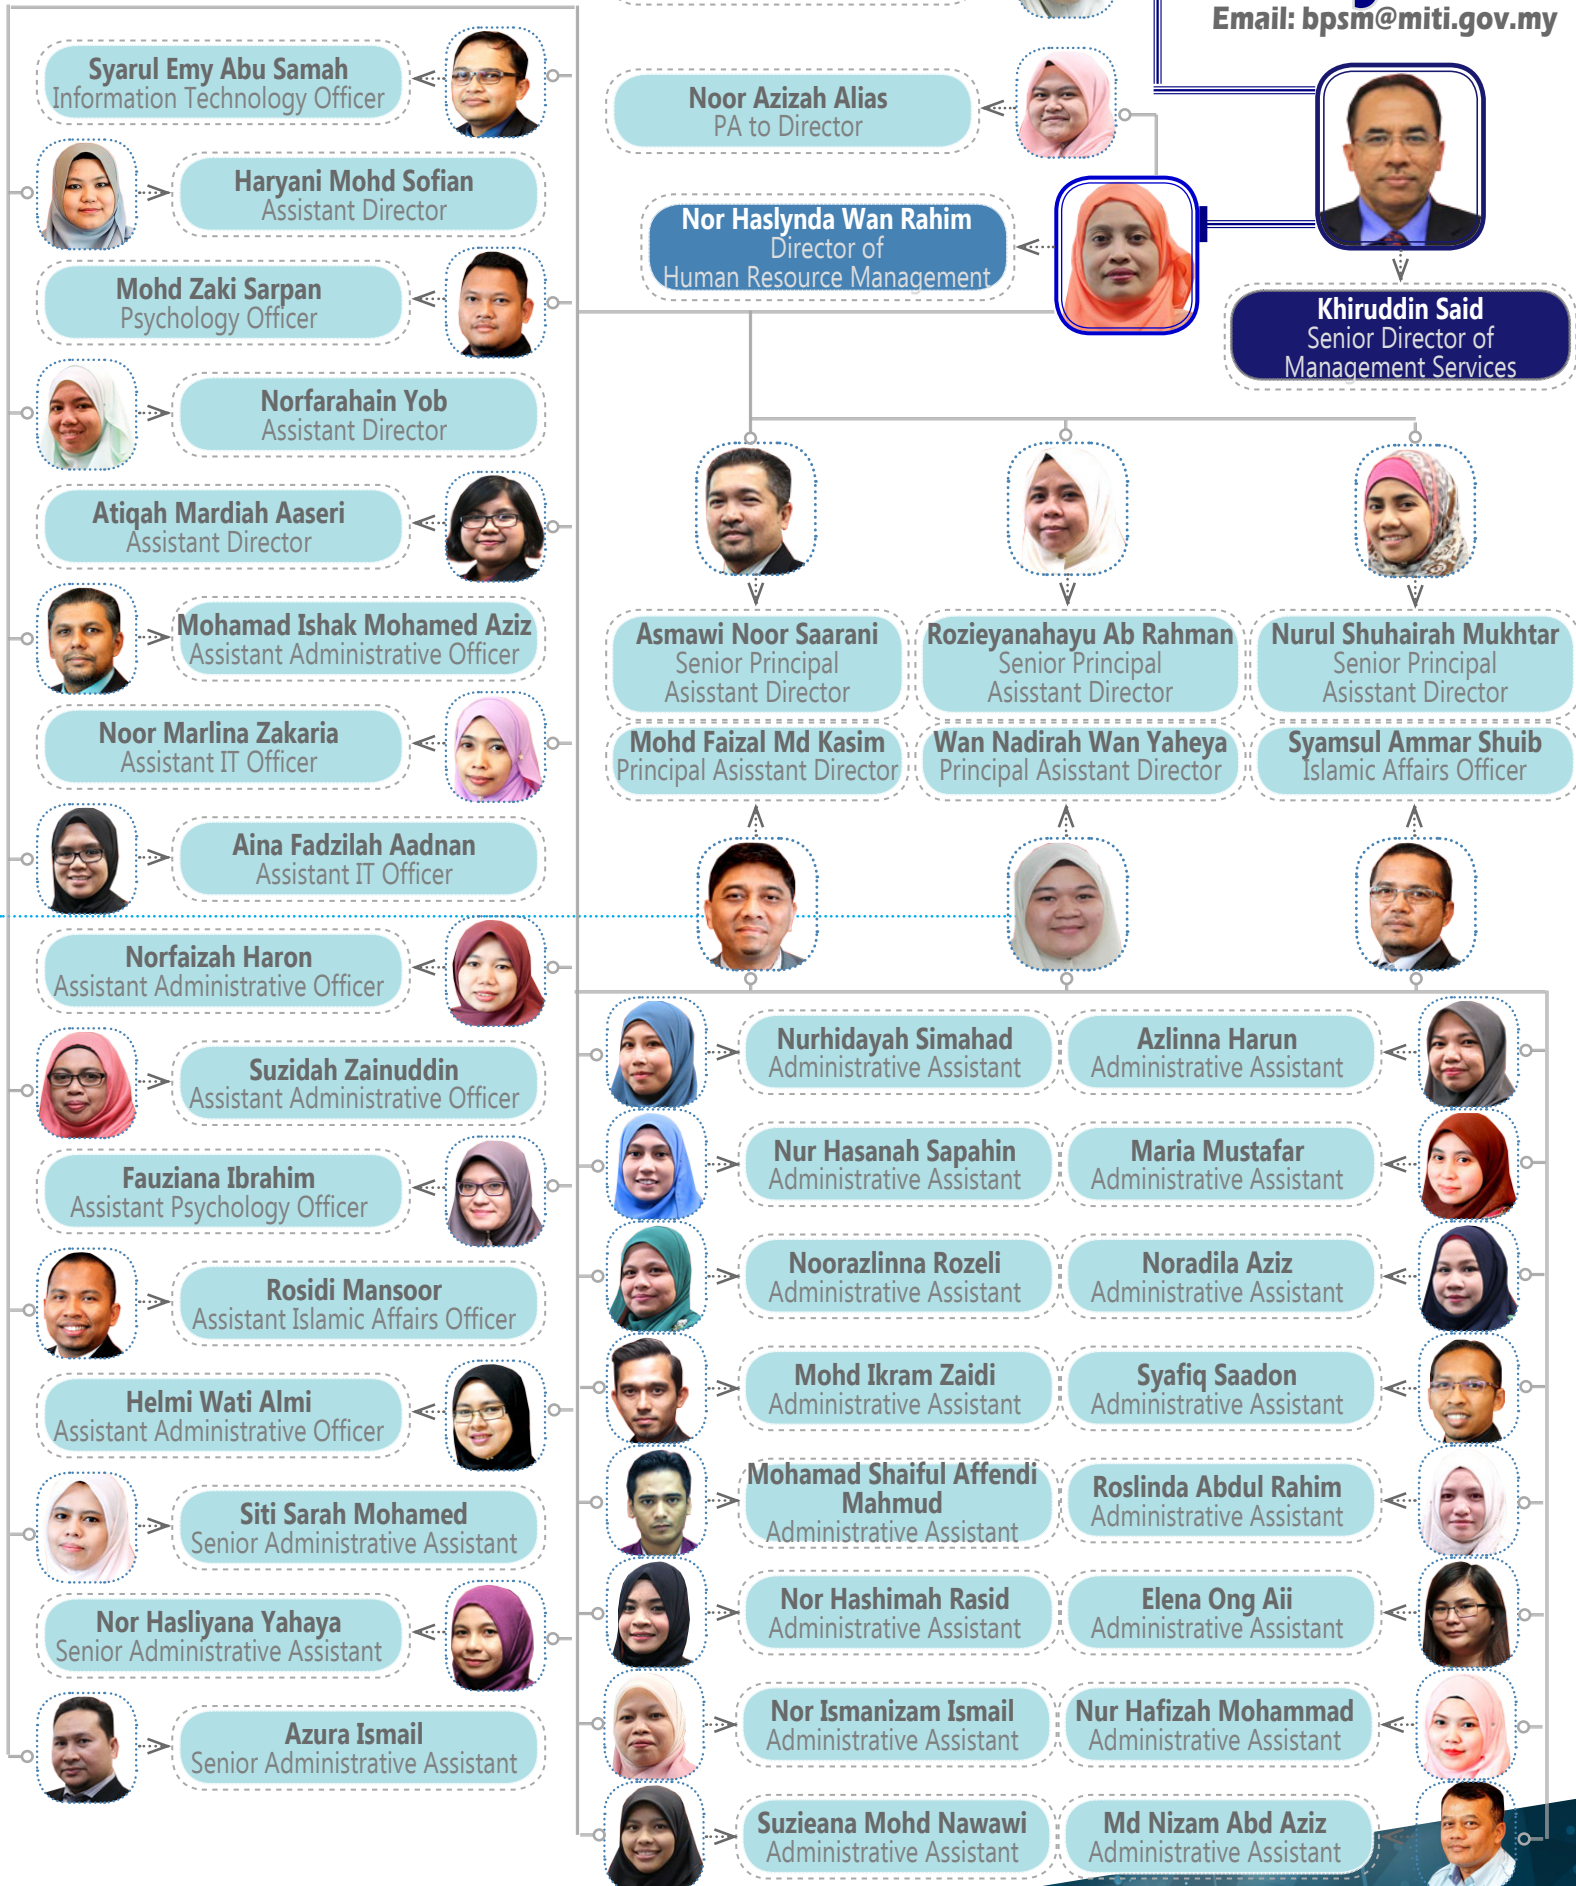 Email: bpsm@miti.gov.my
Syarul Emy Abu Samah
Information Technology Officer
Noor Azizah Alias
PA to Director
Haryani Mohd Sofian
Assistant Director
Nor Haslynda Wan Rahim
Director of
Human Resource Management
Mohd Zaki Sarpan
Psychology Officer
Khiruddin Said
Senior Director of
Management Services
Norfarahain Yob
Assistant Director
Atiqah Mardiah Aaseri
Assistant Director
Mohamad Ishak Mohamed Aziz
Assistant Administrative Officer
Noor Marlina Zakaria
Assistant IT Officer
Aina Fadzilah Aadnan
Assistant IT Officer
Asmawi Noor Saarani
Senior Principal
Asisstant Director
Rozieyanahayu Ab Rahman
Senior Principal
Asisstant Director
Nurul Shuhairah Mukhtar
Senior Principal
Asisstant Director
Mohd Faizal Md Kasim
Principal Asisstant Director
Wan Nadirah Wan Yaheya
Principal Asisstant Director
Syamsul Ammar Shuib
Islamic Affairs Officer
Norfaizah Haron
Assistant Administrative Officer
Suzidah Zainuddin
Assistant Administrative Officer
Fauziana Ibrahim
Assistant Psychology Officer
Rosidi Mansoor
Assistant Islamic Affairs Officer
Helmi Wati Almi
Assistant Administrative Officer
Siti Sarah Mohamed
Senior Administrative Assistant
Nor Hasliyana Yahaya
Senior Administrative Assistant
Azura Ismail
Senior Administrative Assistant
Nurhidayah Simahad
Administrative Assistant
Azlinna Harun
Administrative Assistant
Nur Hasanah Sapahin
Administrative Assistant
Maria Mustafar
Administrative Assistant
Noorazlinna Rozeli
Administrative Assistant
Noradila Aziz
Administrative Assistant
Mohd Ikram Zaidi
Administrative Assistant
Syafiq Saadon
Administrative Assistant
Mohamad Shaiful Affendi
Mahmud
Administrative Assistant
Roslinda Abdul Rahim
Administrative Assistant
Nor Hashimah Rasid
Administrative Assistant
Elena Ong Aii
Administrative Assistant
Nor Ismanizam Ismail
Administrative Assistant
Nur Hafizah Mohammad
Administrative Assistant
Suzieana Mohd Nawawi
Administrative Assistant
Md Nizam Abd Aziz
Administrative Assistant